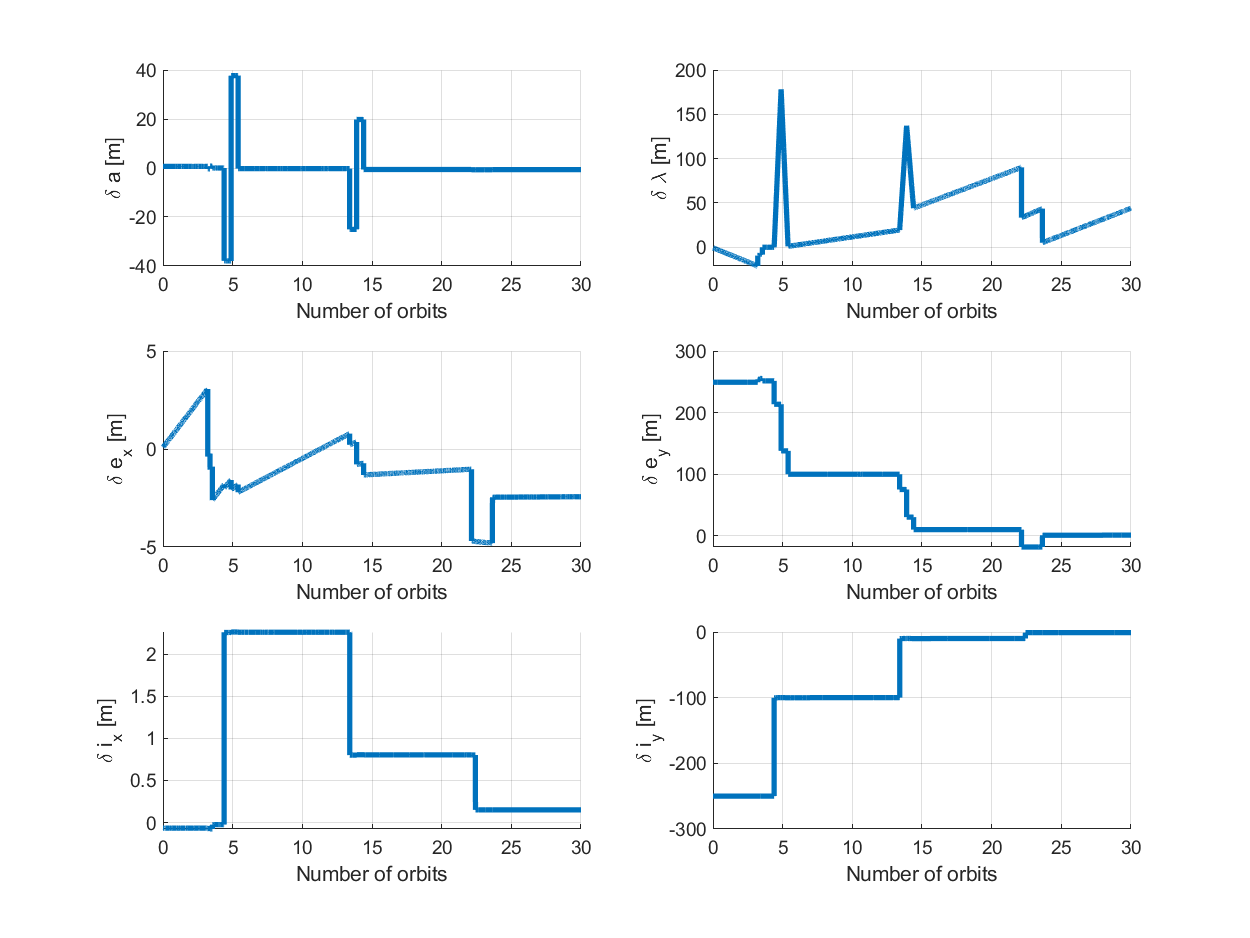 40
20
0
-20
-40
δ a [m]
0 5 10 15 20 25 30
Number of orbits
200
150
100
50
0
δ λ [m]
0 5 10 15 20 25 30
Number of orbits
5
0
-5
δ e_x [m]
0 5 10 15 20 25 30
Number of orbits
300
200
100
0
δ e_y [m]
0 5 10 15 20 25 30
Number of orbits
2
1.5
1
0.5
0
δ i_x [m]
0 5 10 15 20 25 30
Number of orbits
0
-100
-200
-300
δ i_y [m]
0 5 10 15 20 25 30
Number of orbits